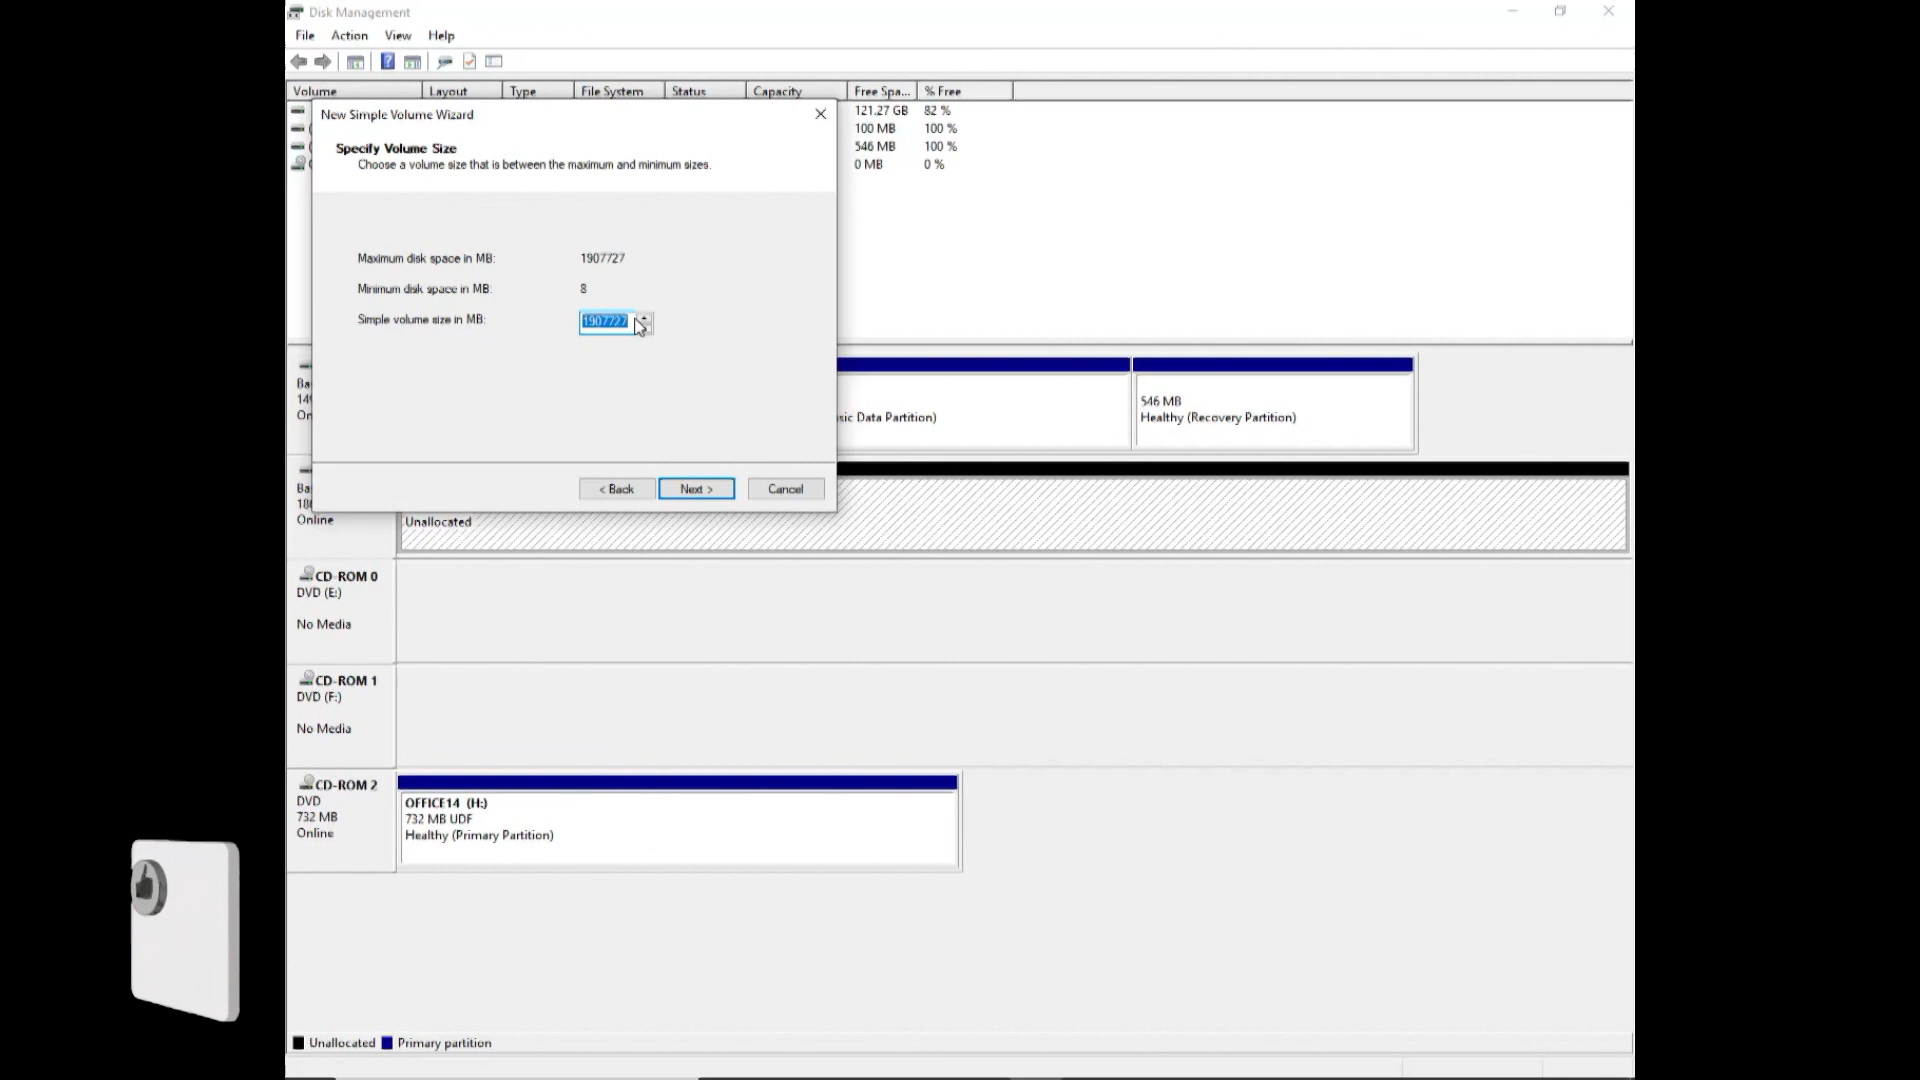 Disk Management
File Action View Help
Volume Layout Type File System Status Capacity Free Spa... % Free
121.27 GB 82 %
100 MB 100 %
546 MB 100 %
0 MB 0 %
New Simple Volume Wizard
Specify Volume Size
Choose a volume size that is between the maximum and minimum sizes.
Maximum disk space in MB: 1907727
Minimum disk space in MB: 8
Simple volume size in MB: 1907727
< Back Next > Cancel
Ba
14
On
sic Data Partition)
546 MB
Healthy (Recovery Partition)
Ba
18
Online
Unallocated
CD-ROM 0
DVD (E:)
No Media
CD-ROM 1
DVD (F:)
No Media
CD-ROM 2
DVD
732 MB
Online
OFFICE14 (H:)
732 MB UDF
Healthy (Primary Partition)
Unallocated Primary partition